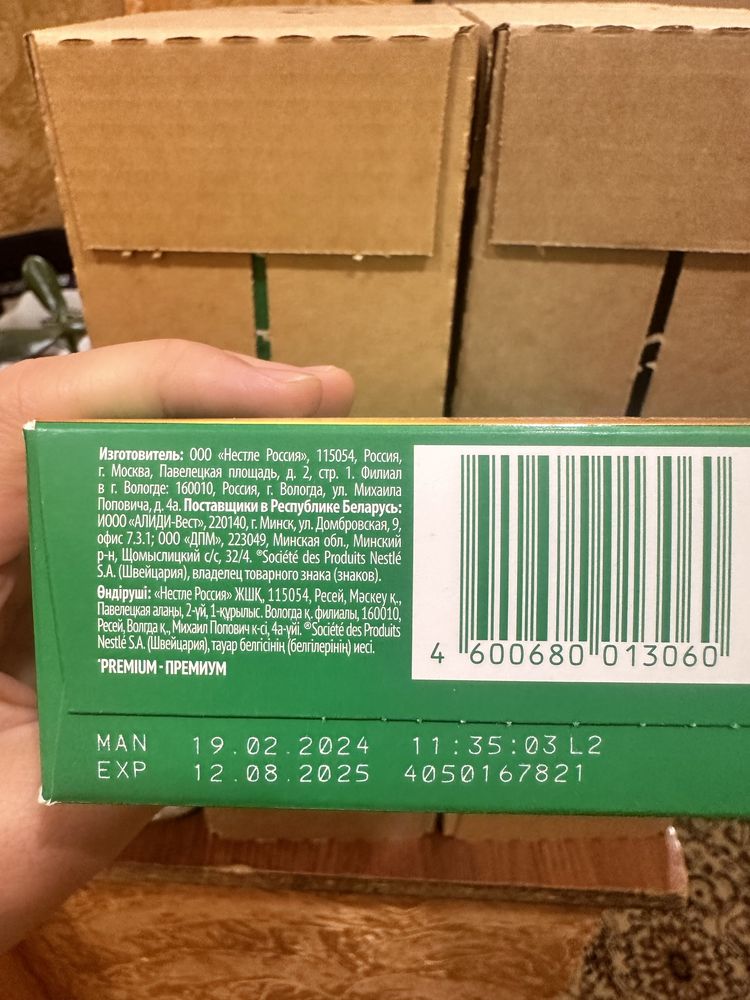 Изготовитель: ООО «Нестле Россия», 115054, Россия,
г. Москва, Павелецкая площадь, д. 2, стр. 1. Филиал
в г. Вологде: 160010, Россия, г. Вологда, ул. Михаила
Поповича, д. 4а. Поставщики в Республике Беларусь:
ИООО «АЛИДИ-Вест», 220140, г. Минск, ул. Домбровская, 9,
офис 7.3.1; ООО «ДПМ», 223049, Минская обл., Минский
р-н, Щомыслицкий с/с, 32/4. ®Société des Produits Nestlé
S.A. (Швейцария), владелец товарного знака (знаков).
Өндіруші: «Нестле Россия» ЖШҚ, 115054, Ресей, Мәскеу қ.,
Павелецкая алаңы, 2-үй, 1-құрылыс. Вологда қ. филиалы, 160010,
Ресей, Волгда қ., Михаил Попович к-сі, 4а-үйі. ®Société des Produits
Nestlé S.A. (Швейцария), тауар белгісінің (белгілерінің) иесі.
*PREMIUM - ПРЕМИУМ
4 600680 013060
MAN 19.02.2024 11:35:03 L2
EXP 12.08.2025 4050167821